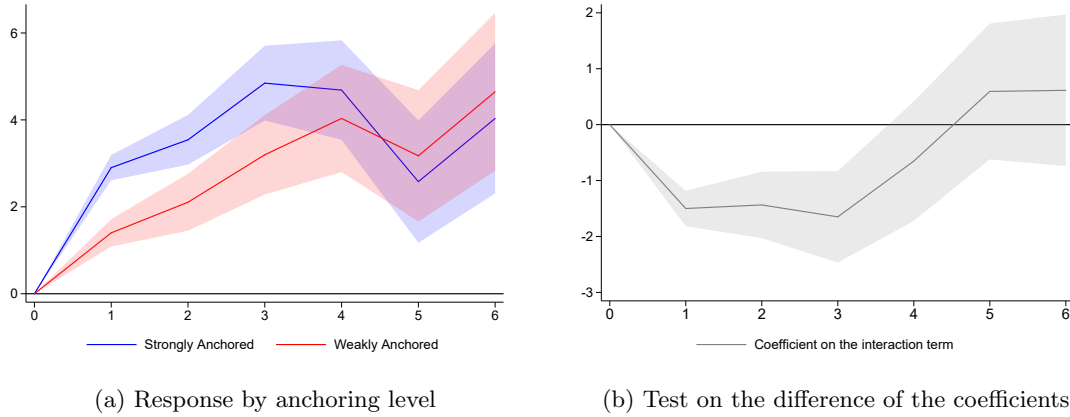 6
4
2
0
0 1 2 3 4 5 6
Strongly Anchored Weakly Anchored
(a) Response by anchoring level
2
1
0
-1
-2
-3
0 1 2 3 4 5 6
Coefficient on the interaction term
(b) Test on the difference of the coefficients